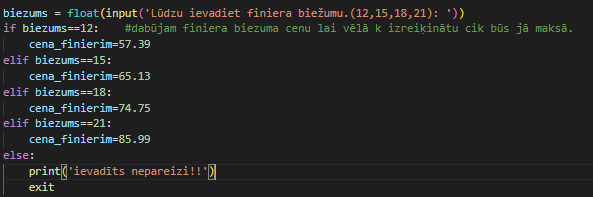 biezums = float(input('Lūdzu ievadiet finiera biežumu.(12,15,18,21): '))
if biezums==12:    #dabūjam finiera biezuma cenu lai vēlā k izreiķinātu cik būs jā maksā.
    cena_finierim=57.39
elif biezums==15:
    cena_finierim=65.13
elif biezums==18:
    cena_finierim=74.75
elif biezums==21:
    cena_finierim=85.99
else:
    print('ievadīts nepareizi!!')
    exit